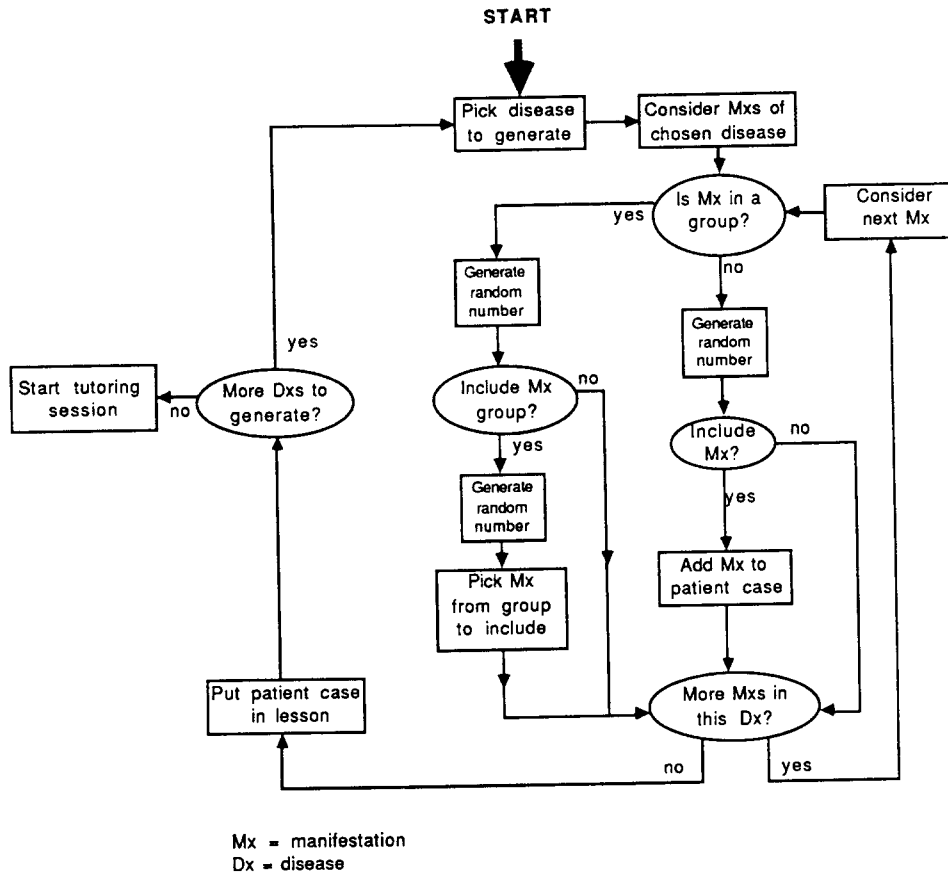 START
Pick disease
to generate
Consider Mxs of
chosen disease
Is Mx in a
group?
Consider
next Mx
yes
no
Generate
random
number
Generate
random
number
yes
Include Mx
group?
no
Start tutoring
session
no
More Dxs to
generate?
Include
Mx?
no
yes
Generate
random
number
yes
Pick Mx
from group
to include
Add Mx to
patient case
Put patient case
in lesson
More Mxs in
this Dx?
no
yes
Mx = manifestation
Dx = disease